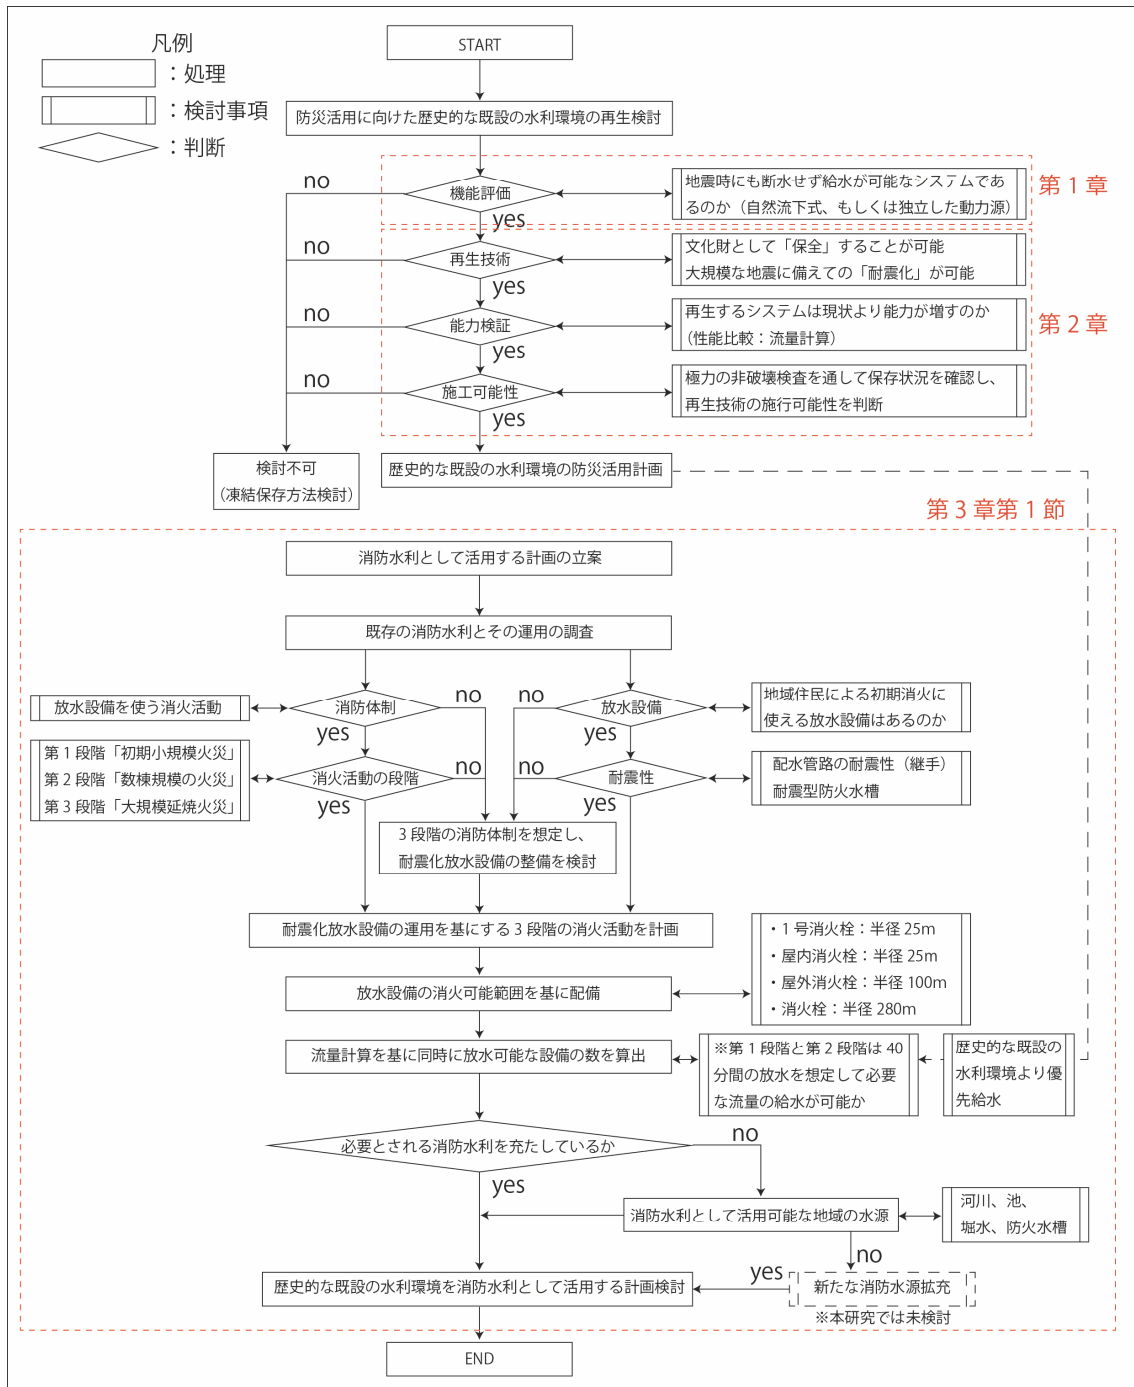 凡例
：処理
：検討事項
：判断
START
防災活用に向けた歴史的な既設の水利環境の再生検討
第1章
no
機能評価
yes
地震時にも断水せず給水が可能なシステムであ
るのか（自然流下式、もしくは独立した動力源）
no
再生技術
yes
文化財として「保全」することが可能
大規模な地震に備えての「耐震化」が可能
第2章
no
能力検証
yes
再生するシステムは現状より能力が増すのか
（性能比較：流量計算）
no
施工可能性
yes
極力の非破壊検査を通して保存状況を確認し、
再生技術の施行可能性を判断
検討不可
（凍結保存方法検討）
歴史的な既設の水利環境の防災活用計画
第3章第1節
消防水利として活用する計画の立案
既存の消防水利とその運用の調査
放水設備を使う消火活動
消防体制
no
yes
no
放水設備
yes
地域住民による初期消火に
使える放水設備はあるのか
第1段階「初期小規模火災」
第2段階「数棟規模の火災」
第3段階「大規模延焼火災」
消火活動の段階
no
yes
no
耐震性
yes
配水管路の耐震性（継手）
耐震型防火水槽
3段階の消防体制を想定し、
耐震化放水設備の整備を検討
耐震化放水設備の運用を基にする3段階の消火活動を計画
・1号消火栓：半径25m
・屋内消火栓：半径25m
・屋外消火栓：半径100m
・消火栓：半径280m
放水設備の消火可能範囲を基に配備
流量計算を基に同時に放水可能な設備の数を算出
※第1段階と第2段階は40
分間の放水を想定して必要
な流量の給水が可能か
歴史的な既設の
水利環境より優
先給水
必要とされる消防水利を充たしているか
no
yes
消防水利として活用可能な地域の水源
河川、池、
堀水、防火水槽
no
yes
歴史的な既設の水利環境を消防水利として活用する計画検討
新たな消防水源拡充
※本研究では未検討
END